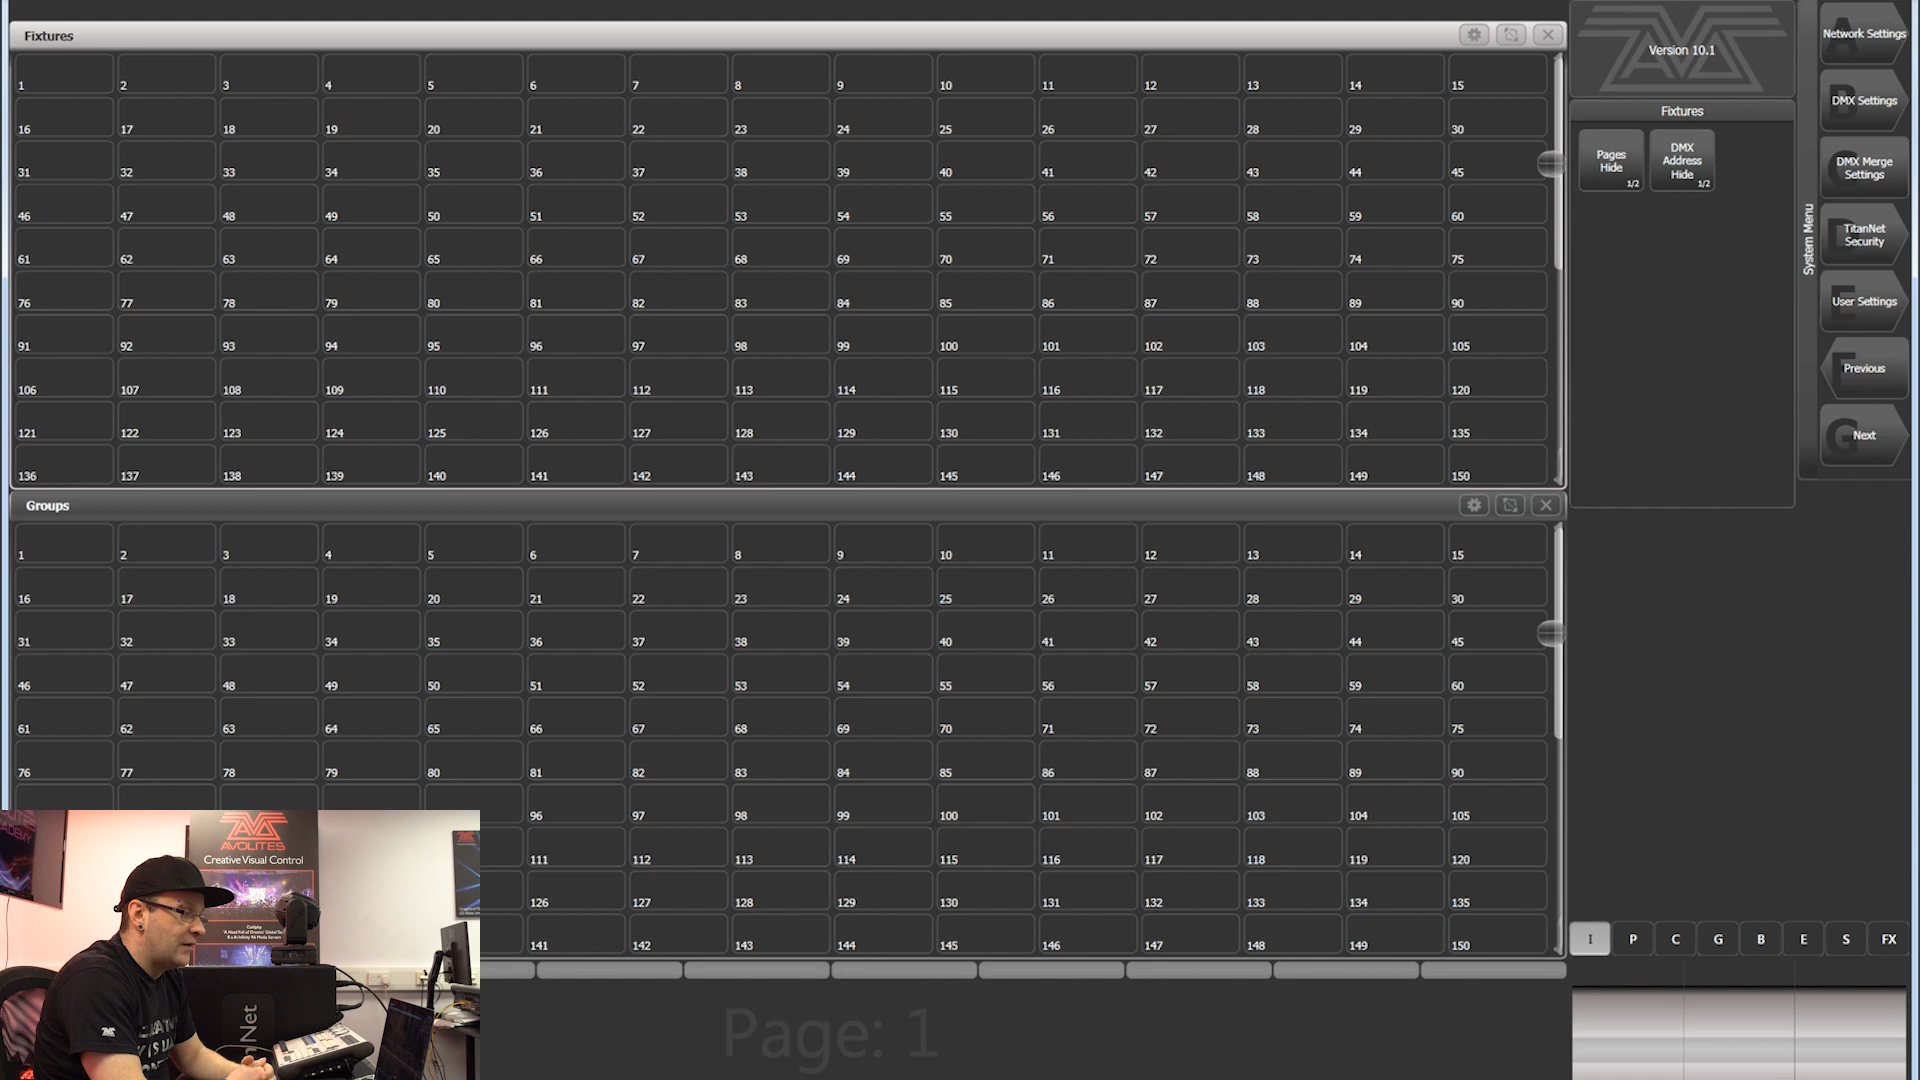 Fixtures
1 2 3 4 5 6 7 8 9 10 11 12 13 14 15
16 17 18 19 20 21 22 23 24 25 26 27 28 29 30
31 32 33 34 35 36 37 38 39 40 41 42 43 44 45
46 47 48 49 50 51 52 53 54 55 56 57 58 59 60
61 62 63 64 65 66 67 68 69 70 71 72 73 74 75
76 77 78 79 80 81 82 83 84 85 86 87 88 89 90
91 92 93 94 95 96 97 98 99 100 101 102 103 104 105
106 107 108 109 110 111 112 113 114 115 116 117 118 119 120
121 122 123 124 125 126 127 128 129 130 131 132 133 134 135
136 137 138 139 140 141 142 143 144 145 146 147 148 149 150
Groups
1 2 3 4 5 6 7 8 9 10 11 12 13 14 15
16 17 18 19 20 21 22 23 24 25 26 27 28 29 30
31 32 33 34 35 36 37 38 39 40 41 42 43 44 45
46 47 48 49 50 51 52 53 54 55 56 57 58 59 60
61 62 63 64 65 66 67 68 69 70 71 72 73 74 75
76 77 78 79 80 81 82 83 84 85 86 87 88 89 90
96 97 98 99 100 101 102 103 104 105
111 112 113 114 115 116 117 118 119 120
126 127 128 129 130 131 132 133 134 135
141 142 143 144 145 146 147 148 149 150
Page: 1
Version 10.1
Fixtures
Pages
Hide
1/2
DMX
Address
Hide
1/2
System Menu
A
Network Settings
B
DMX Settings
C
DMX Merge
Settings
D
TitanNet
Security
E
User Settings
F
Previous
G
Next
I P C G B E S FX
AVOLITES
Creative Visual Control
Coldplay
'A Head Full of Dreams' Global Tour
Net